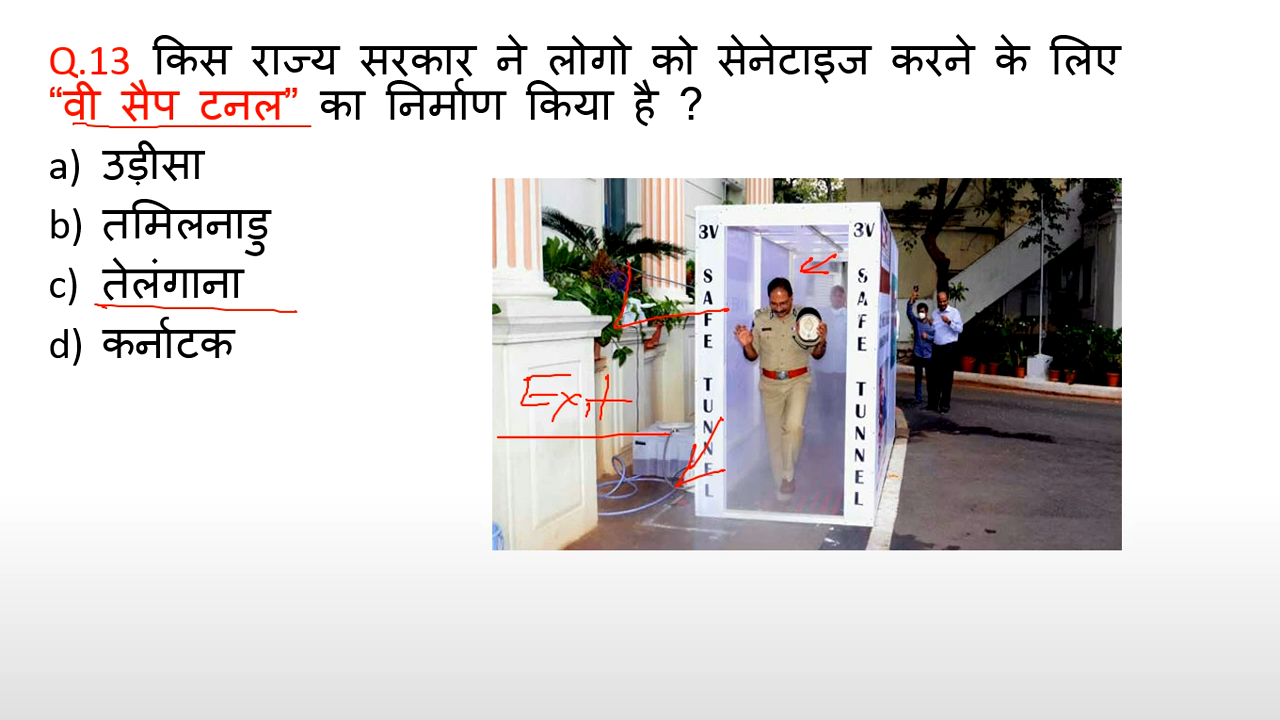 Q.13 किस राज्य सरकार ने लोगो को सेनेटाइज करने के लिए
“वी सैप टनल” का निर्माण किया है ?
a) उड़ीसा
b) तमिलनाडु
c) तेलंगाना
d) कर्नाटक
3V SAFE TUNNEL
3V SAFE TUNNEL
Exit